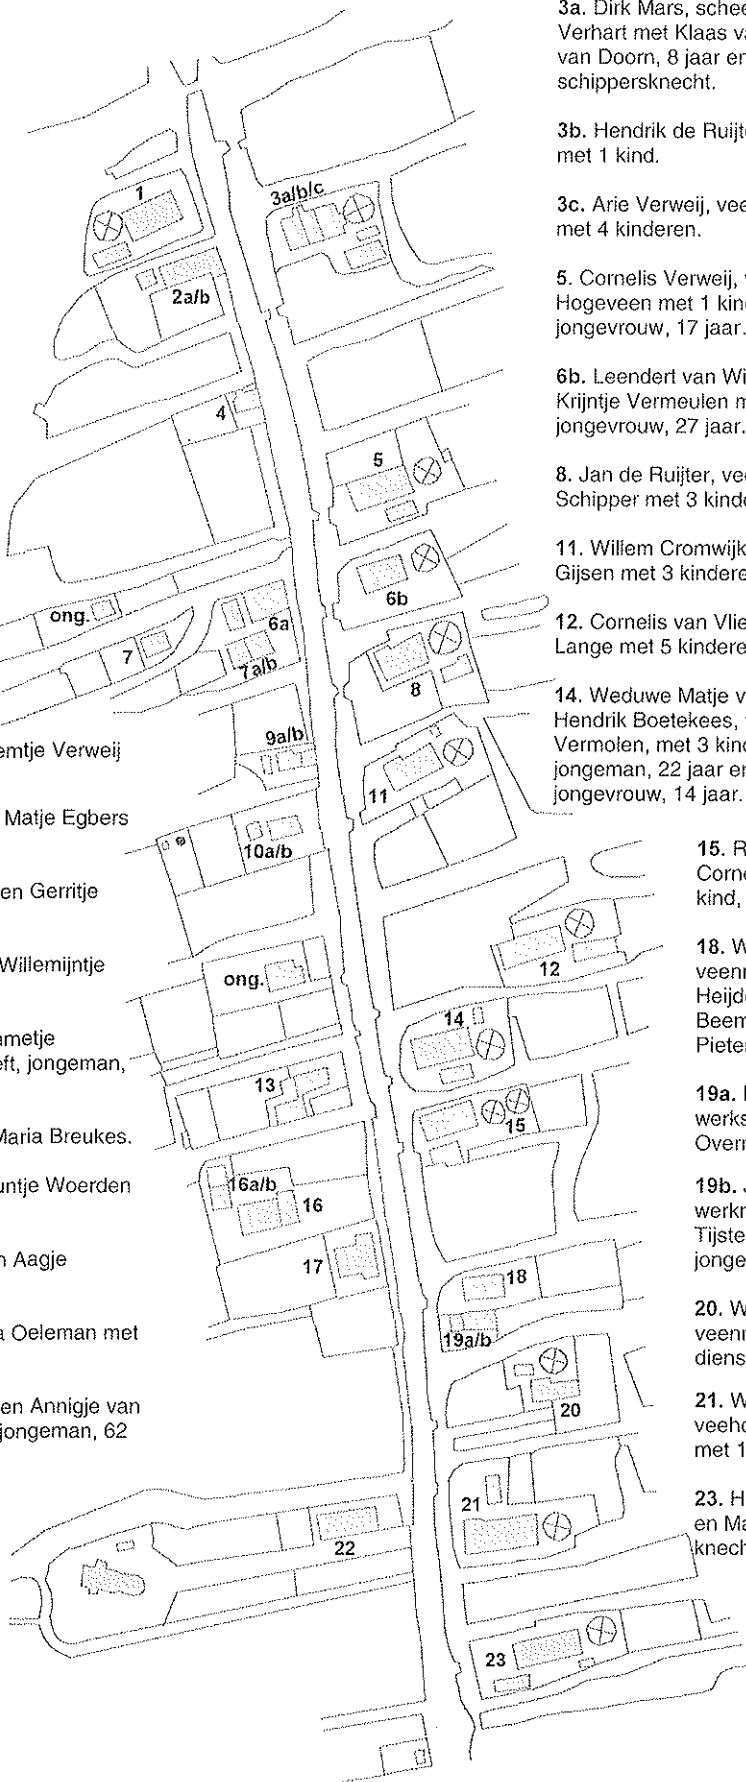 3a. Dirk Mars, schee
Verhart met Klaas va
van Doorn, 8 jaar en
schippersknecht.
3b. Hendrik de Ruijte
met 1 kind.
3c. Arie Verweij, vee
met 4 kinderen.
5. Cornelis Verweij, v
Hogeveen met 1 kind
jongevrouw, 17 jaar.
6b. Leendert van Wi
Krijntje Vermeulen m
jongevrouw, 27 jaar.
8. Jan de Ruijter, vee
Schipper met 3 kinde
11. Willem Cromwijk
Gijsen met 3 kindere
12. Cornelis van Vlie
Lange met 5 kindere
14. Weduwe Matje v
Hendrik Boetekees, v
Vermolen, met 3 kind
jongeman, 22 jaar en
jongevrouw, 14 jaar.
15. R
Corne
kind,
18. W
veenm
Heijde
Beem
Pieter
19a. 
werks
Overm
19b. J
werkn
Tijste
jonge
20. W
veenm
diens
21. W
veeho
met 1
23. H
en Ma
knech
emtje Verweij
Matje Egbers
en Gerritje
Willemijntje
ametje
eft, jongeman,
Maria Breukes.
untje Woerden
n Aagje
a Oeleman met
en Annigje van
jongeman, 62
1
3a/b/c
2a/b
4
5
ong.
6a
6b
7
7a/b
8
9a/b
11
10a/b
12
ong.
14
13
15
16a/b
16
17
18
19a/b
20
21
22
23